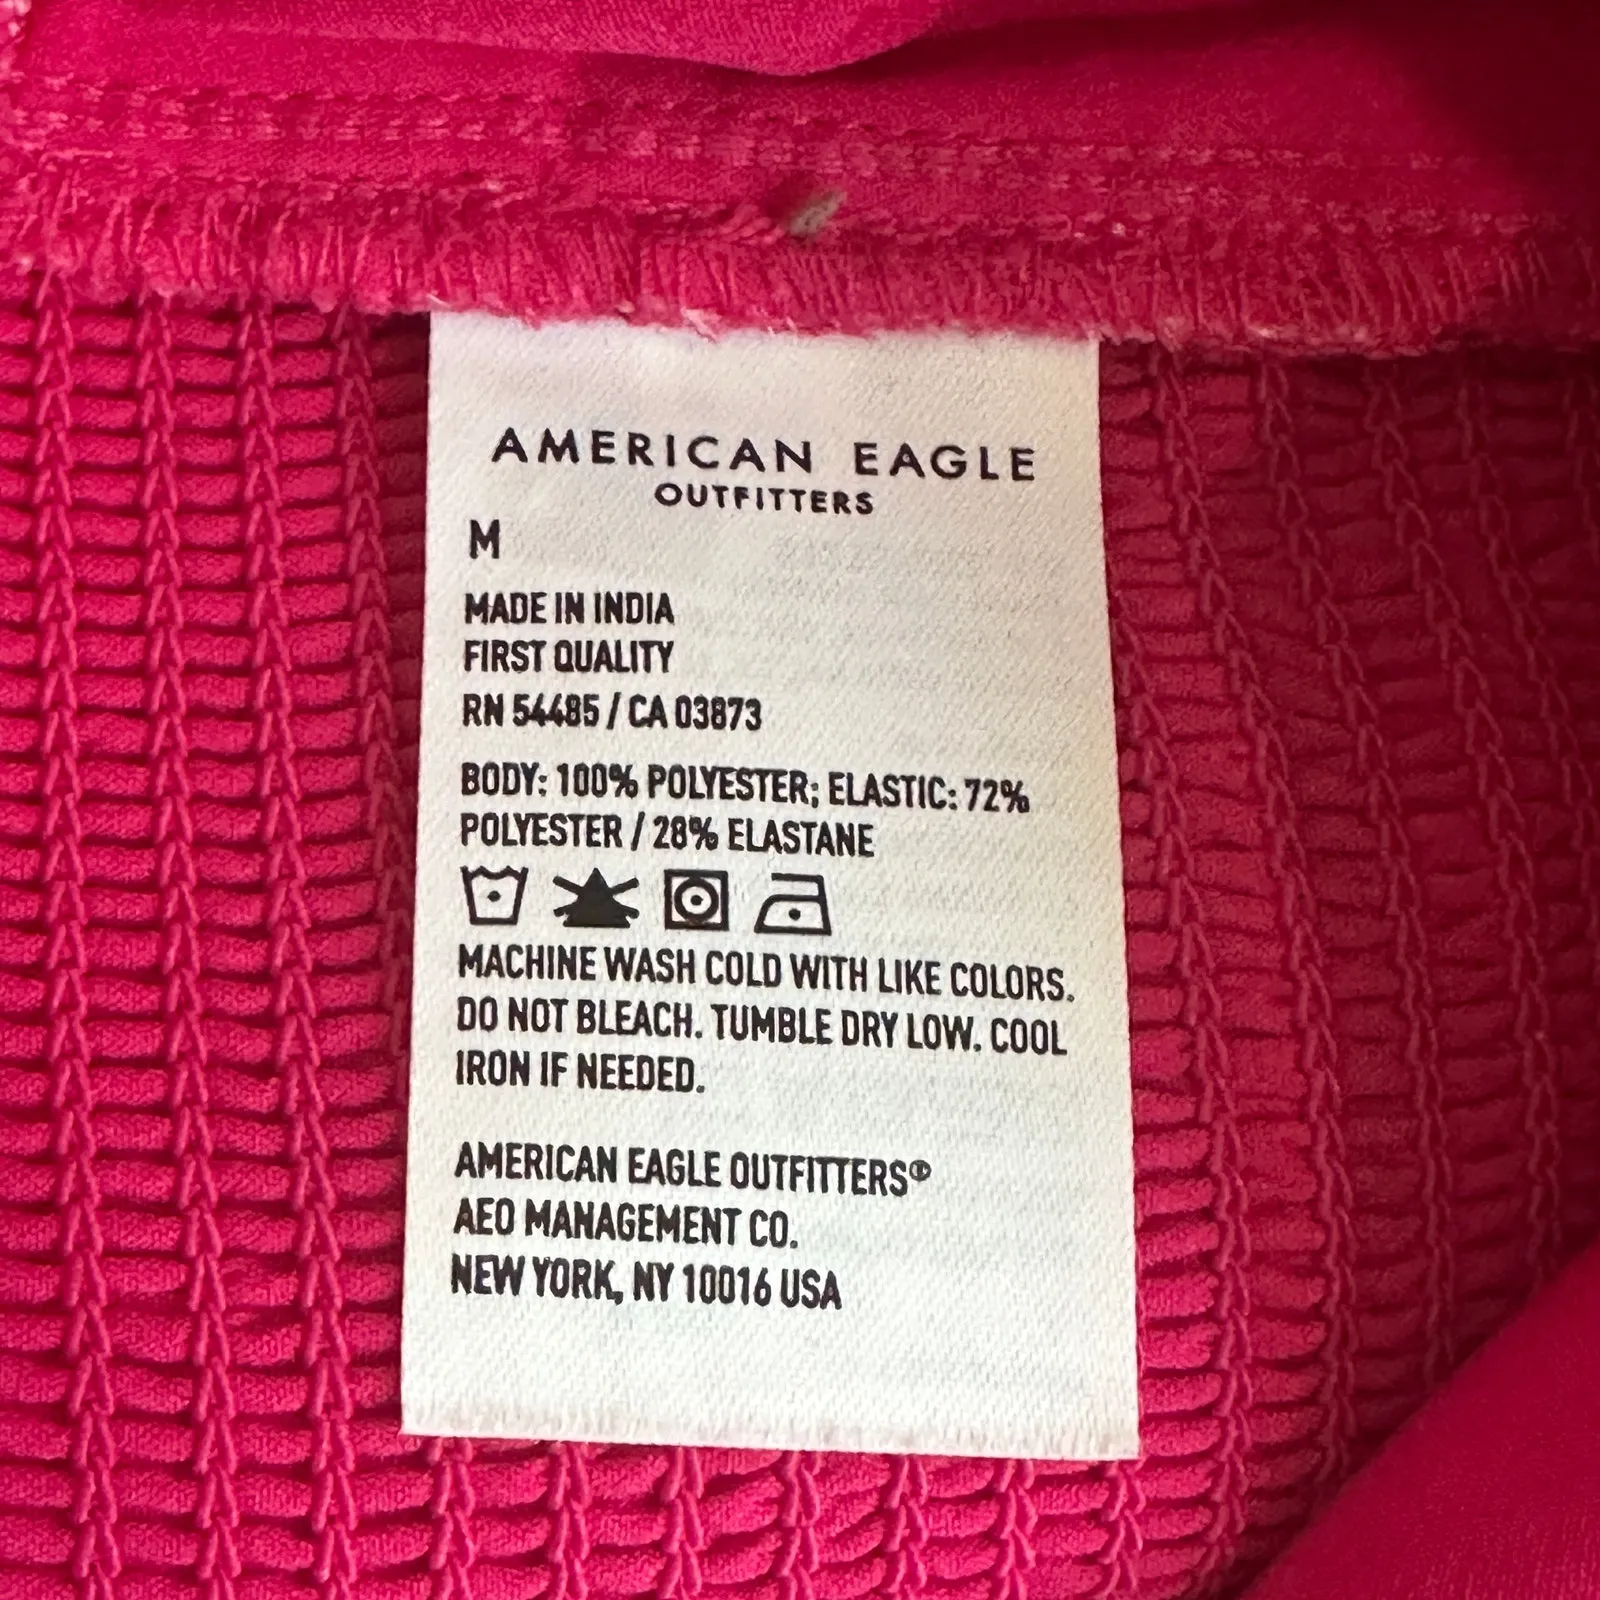 AMERICAN EAGLE
OUTFITTERS
M
MADE IN INDIA
FIRST QUALITY
RN 54485 / CA 03873
BODY: 100% POLYESTER; ELASTIC: 72%
POLYESTER / 28% ELASTANE
MACHINE WASH COLD WITH LIKE COLORS.
DO NOT BLEACH. TUMBLE DRY LOW. COOL
IRON IF NEEDED.
AMERICAN EAGLE OUTFITTERS®
AEO MANAGEMENT CO.
NEW YORK, NY 10016 USA